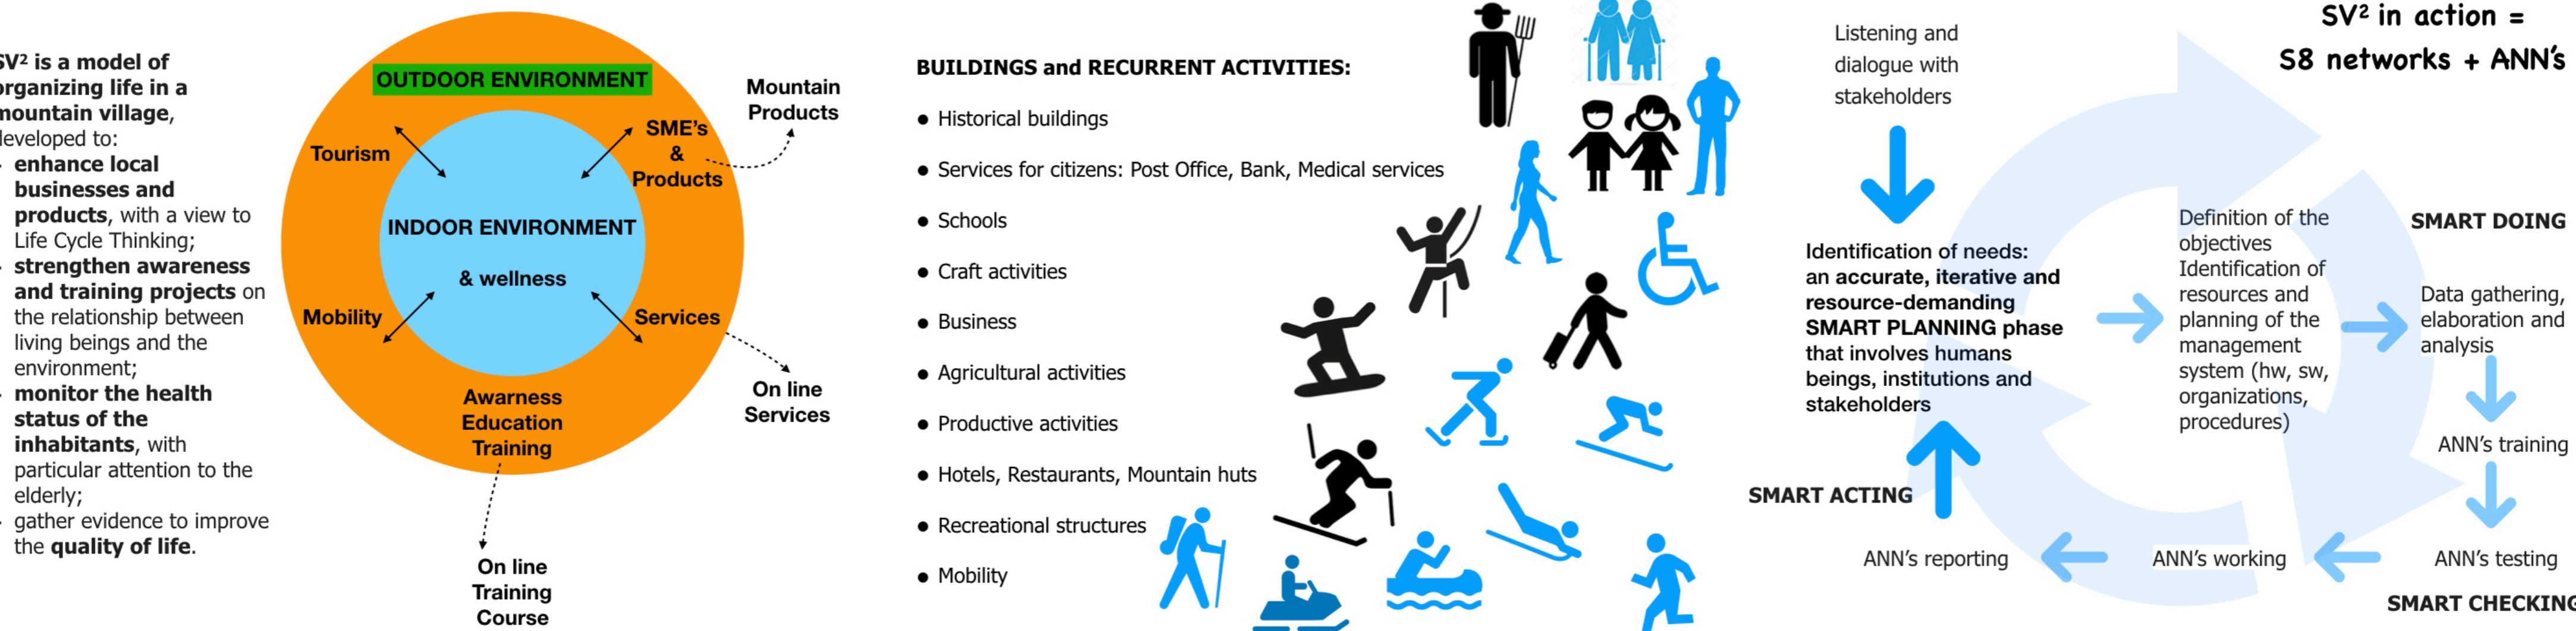 SV² is a model of
organizing life in a
mountain village,
developed to:
enhance local
businesses and
products, with a view to
Life Cycle Thinking;
strengthen awareness
and training projects on
the relationship between
living beings and the
environment;
monitor the health
status of the
inhabitants, with
particular attention to the
elderly;
gather evidence to improve
the quality of life.
OUTDOOR ENVIRONMENT
Tourism
SME's
&
Products
Mountain
Products
INDOOR ENVIRONMENT
& wellness
Mobility
Services
On line
Services
Awarness
Education
Training
On line
Training
Course
BUILDINGS and RECURRENT ACTIVITIES:
● Historical buildings
● Services for citizens: Post Office, Bank, Medical services
● Schools
● Craft activities
● Business
● Agricultural activities
● Productive activities
● Hotels, Restaurants, Mountain huts
● Recreational structures
● Mobility
SV² in action =
S8 networks + ANN's
Listening and
dialogue with
stakeholders
Identification of needs:
an accurate, iterative and
resource-demanding
SMART PLANNING phase
that involves humans
beings, institutions and
stakeholders
Definition of the
objectives
Identification of
resources and
planning of the
management
system (hw, sw,
organizations,
procedures)
SMART DOING
Data gathering,
elaboration and
analysis
ANN's training
ANN's testing
SMART CHECKING
ANN's working
ANN's reporting
SMART ACTING